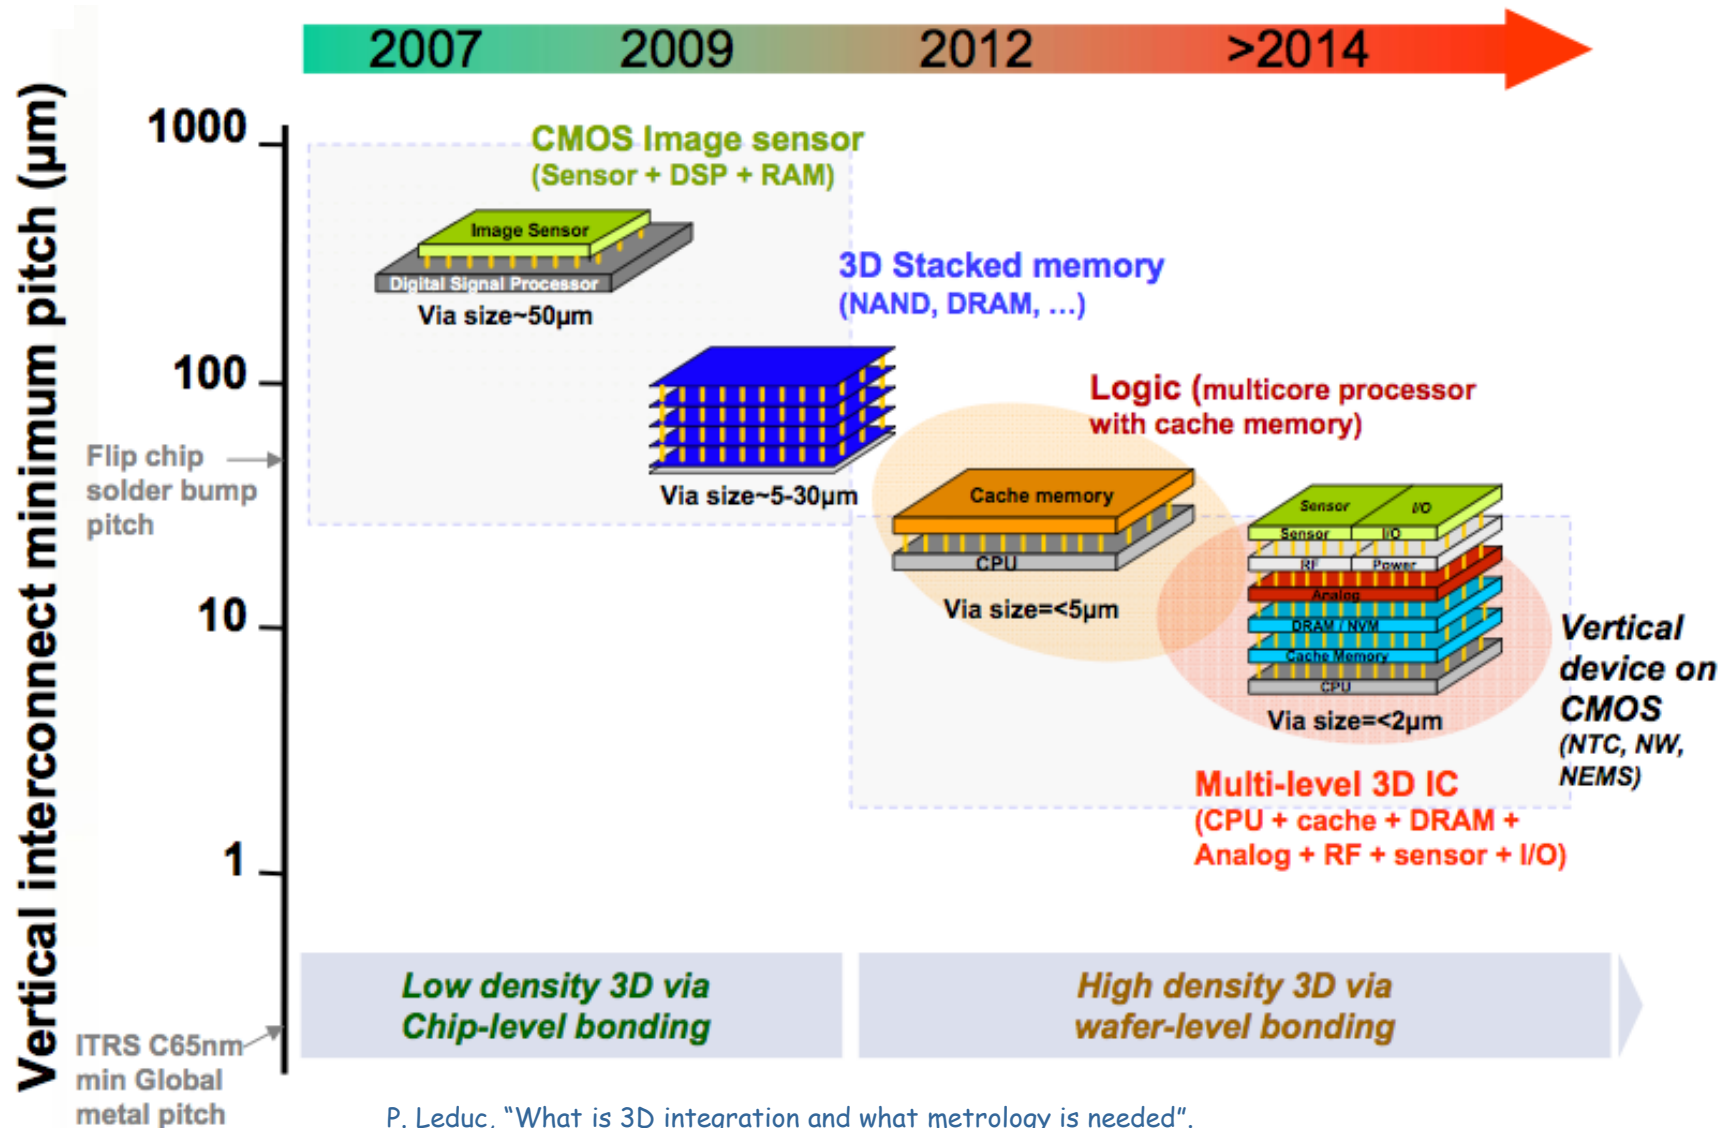 2007 2009 2012 >2014
Vertical interconnect minimum pitch (µm)
1000
100
10
1
Flip chip
solder bump
pitch
ITRS C65nm
min Global
metal pitch
CMOS Image sensor
(Sensor + DSP + RAM)
Image Sensor
Digital Signal Processor
Via size~50µm
3D Stacked memory
(NAND, DRAM, ...)
Via size~5-30µm
Logic (multicore processor
with cache memory)
Cache memory
CPU
Via size=<5µm
Sensor I/O
Sensor I/O
RF Power
Analog
DRAM / NVM
Cache Memory
CPU
Via size=<2µm
Vertical
device on
CMOS
(NTC, NW,
NEMS)
Multi-level 3D IC
(CPU + cache + DRAM +
Analog + RF + sensor + I/O)
Low density 3D via
Chip-level bonding
High density 3D via
wafer-level bonding
P. Leduc, “What is 3D integration and what metrology is needed”.